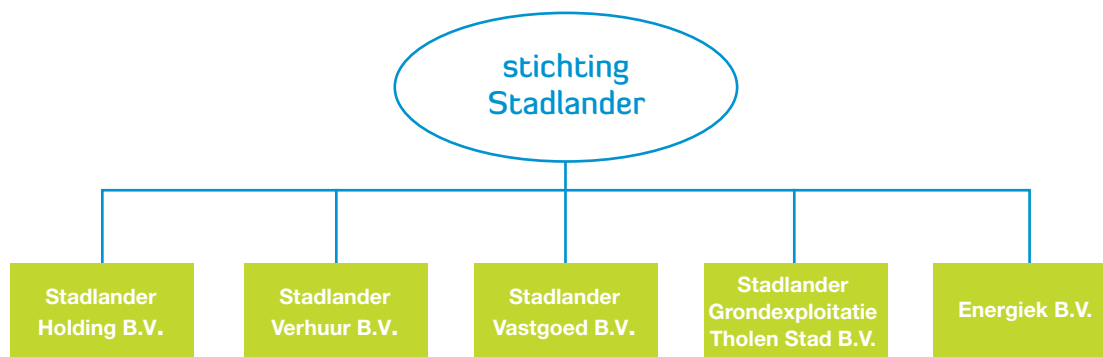 stichting
Stadlander
Stadlander
Holding B.V.
Stadlander
Verhuur B.V.
Stadlander
Vastgoed B.V.
Stadlander
Grondexploitatie
Tholen Stad B.V.
Energiek B.V.